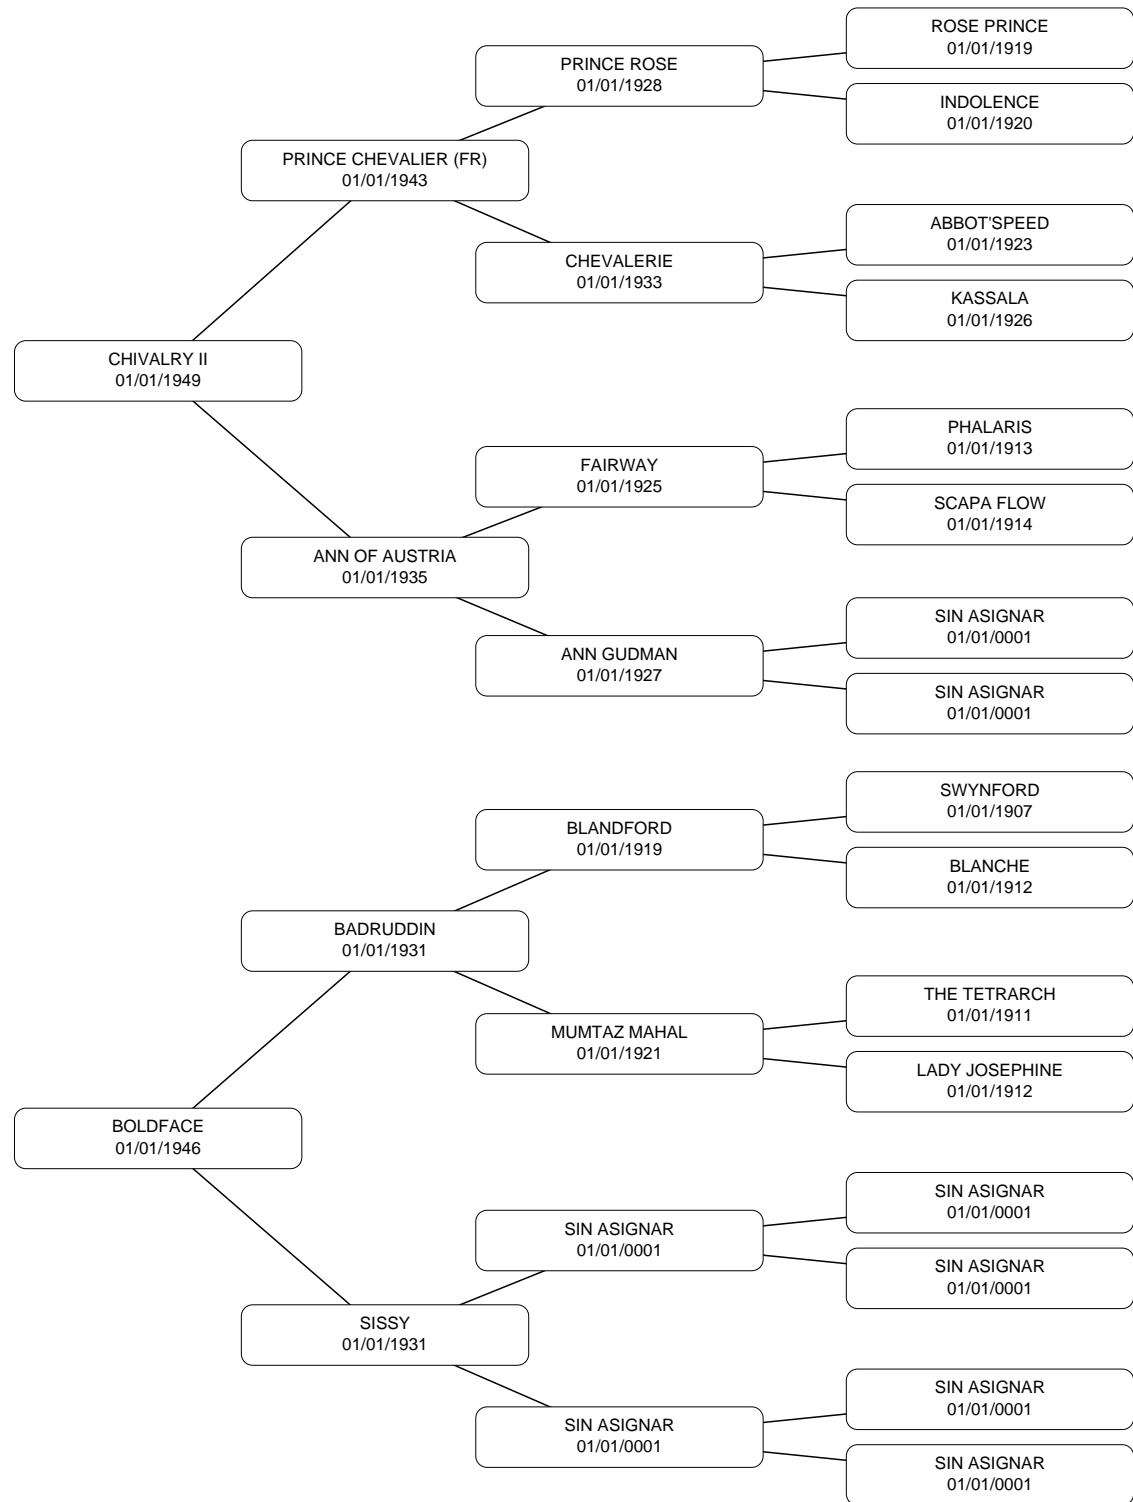 ROSE PRINCE
01/01/1919
PRINCE ROSE
01/01/1928
INDOLENCE
01/01/1920
PRINCE CHEVALIER (FR)
01/01/1943
ABBOT'SPEED
01/01/1923
CHEVALERIE
01/01/1933
KASSALA
01/01/1926
CHIVALRY II
01/01/1949
PHALARIS
01/01/1913
FAIRWAY
01/01/1925
SCAPA FLOW
01/01/1914
ANN OF AUSTRIA
01/01/1935
SIN ASIGNAR
01/01/0001
ANN GUDMAN
01/01/1927
SIN ASIGNAR
01/01/0001
SWYNFORD
01/01/1907
BLANDFORD
01/01/1919
BLANCHE
01/01/1912
BADRUDDIN
01/01/1931
THE TETRARCH
01/01/1911
MUMTAZ MAHAL
01/01/1921
LADY JOSEPHINE
01/01/1912
BOLDFACE
01/01/1946
SIN ASIGNAR
01/01/0001
SIN ASIGNAR
01/01/0001
SIN ASIGNAR
01/01/0001
SISSY
01/01/1931
SIN ASIGNAR
01/01/0001
SIN ASIGNAR
01/01/0001
SIN ASIGNAR
01/01/0001